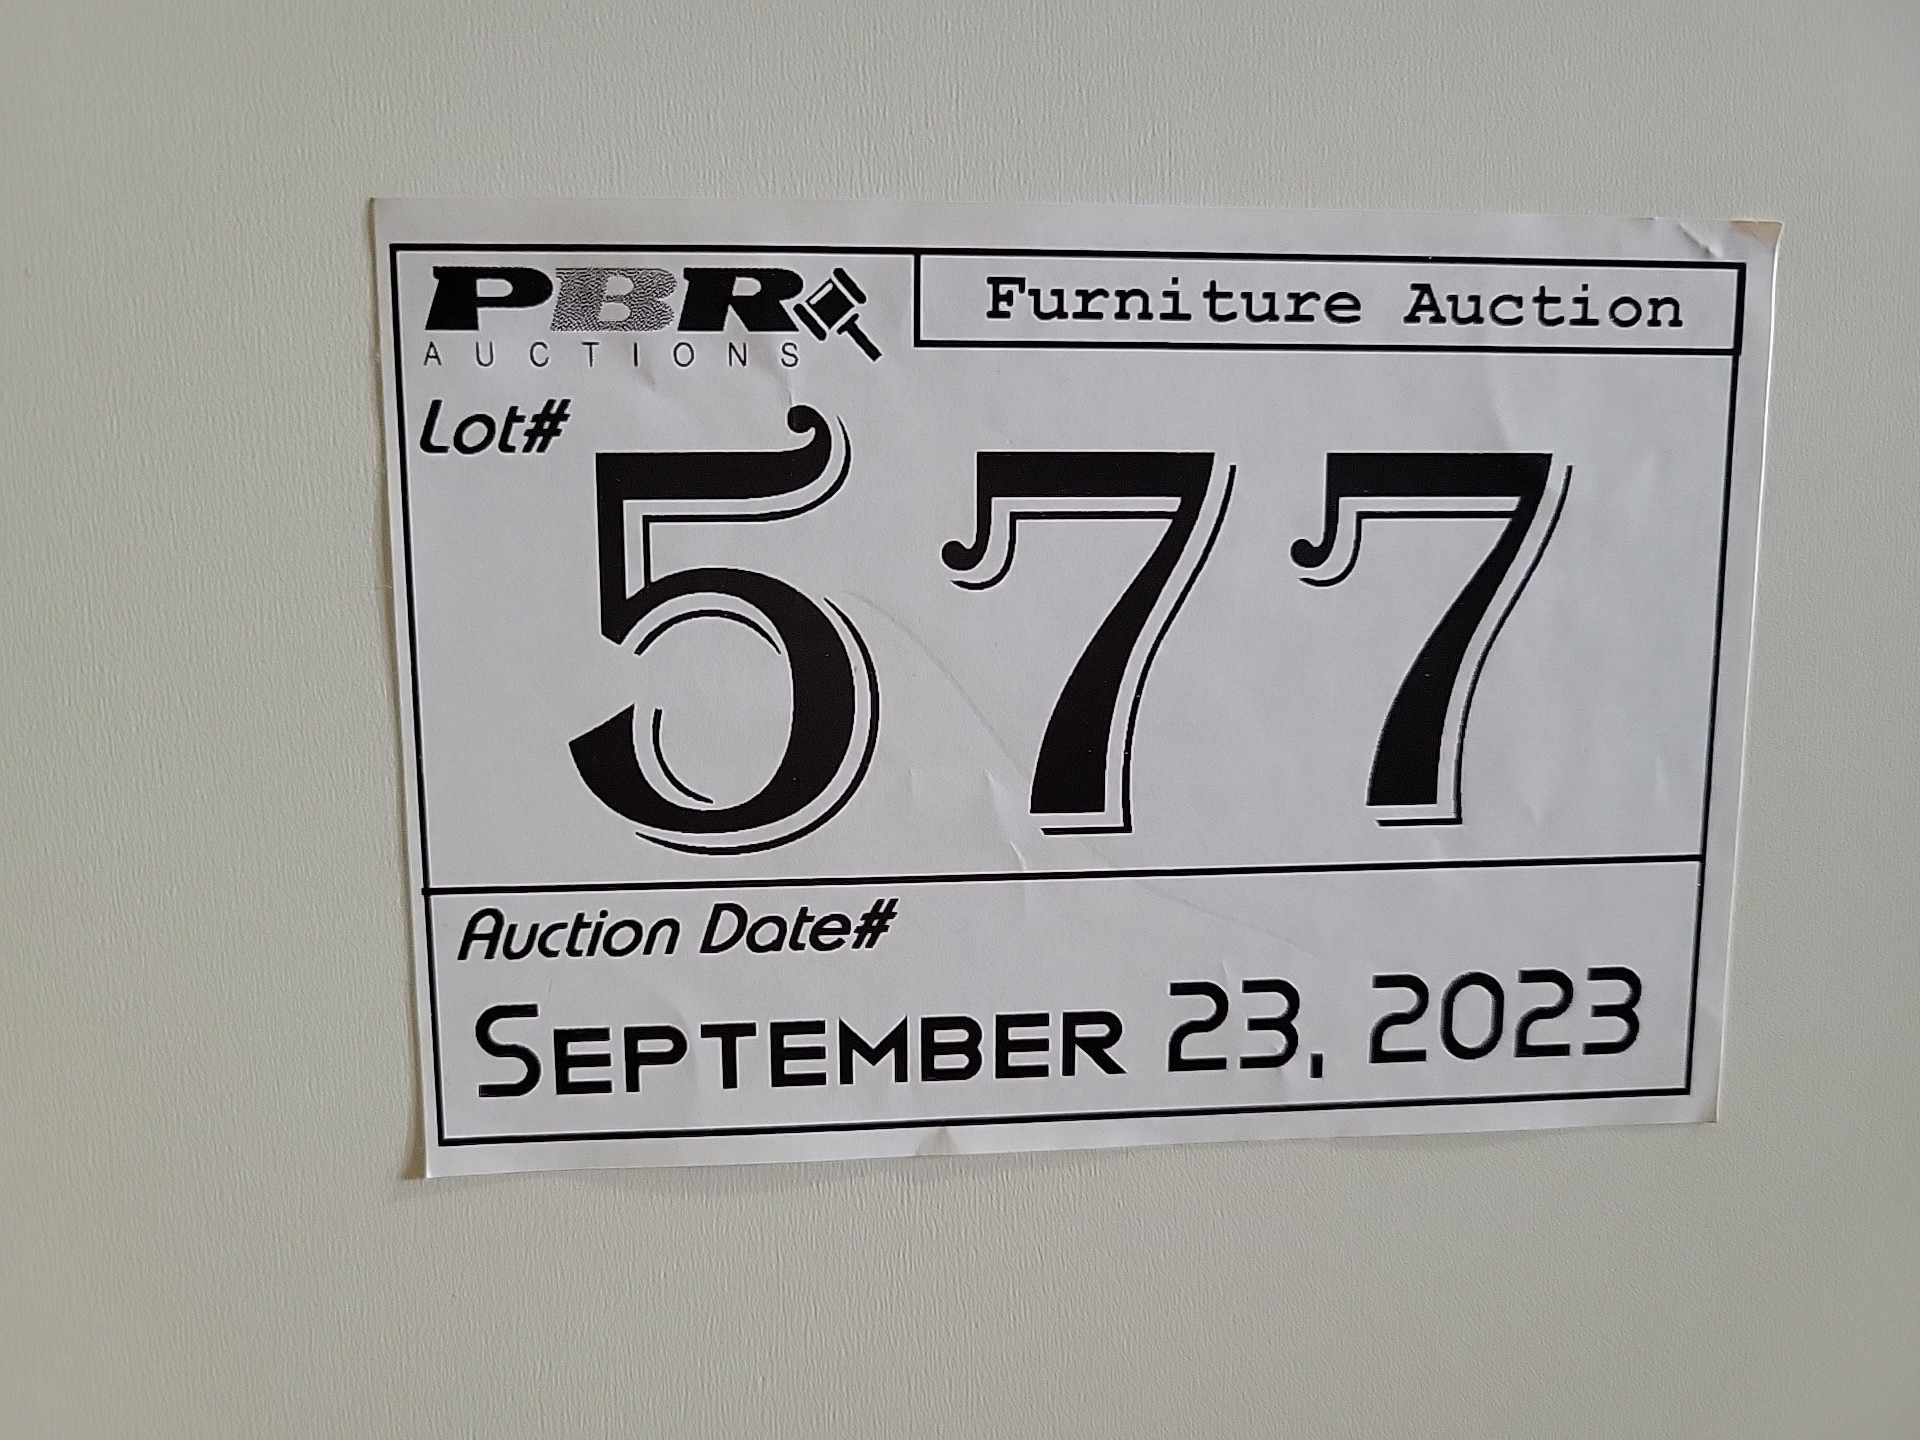 PBR
AUCTIONS
Furniture Auction
Lot#
577
Auction Date#
SEPTEMBER 23, 2023